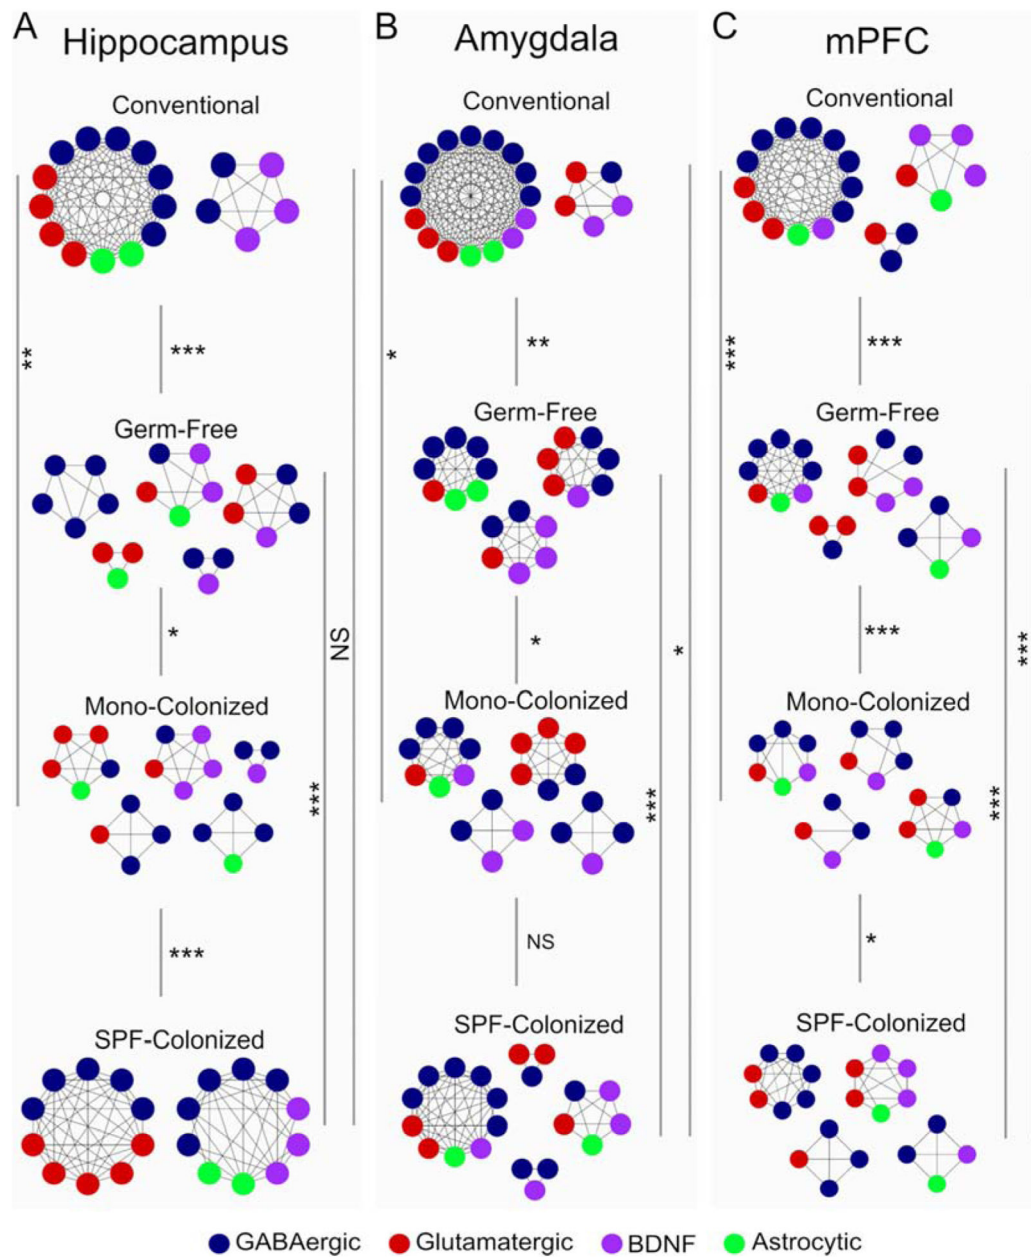 A
Hippocampus
Conventional
**
***
Germ-Free
*
NS
Mono-Colonized
***
***
SPF-Colonized
B
Amygdala
Conventional
*
**
Germ-Free
*
*
Mono-Colonized
***
NS
SPF-Colonized
C
mPFC
Conventional
***
***
Germ-Free
***
***
Mono-Colonized
***
*
SPF-Colonized
GABAergic Glutamatergic BDNF Astrocytic